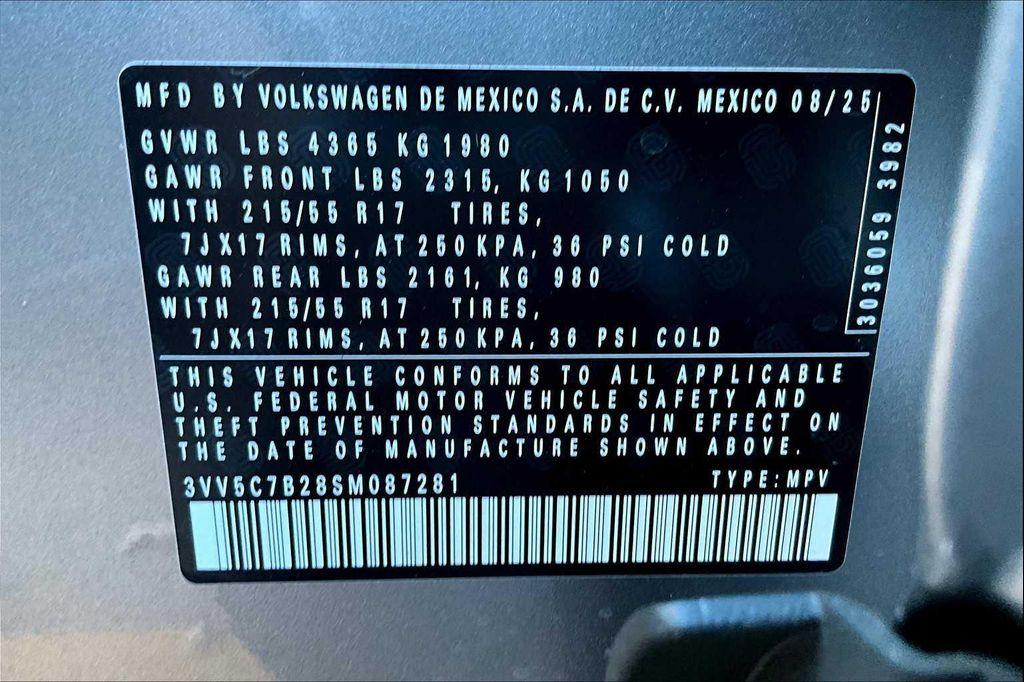 MFD BY VOLKSWAGEN DE MEXICO S.A. DE C.V. MEXICO 08/25
GVWR LBS 4365 KG 1980
GAWR FRONT LBS 2315, KG 1050
WITH 215/55 R17 TIRES,
7JX17 RIMS, AT 250 KPA, 36 PSI COLD
GAWR REAR LBS 2161, KG 980
WITH 215/55 R17 TIRES,
7JX17 RIMS, AT 250 KPA, 36 PSI COLD
3036059 3982
THIS VEHICLE CONFORMS TO ALL APPLICABLE
U.S. FEDERAL MOTOR VEHICLE SAFETY AND
THEFT PREVENTION STANDARDS IN EFFECT ON
THE DATE OF MANUFACTURE SHOWN ABOVE.
3VV5C7B28SM087281 TYPE: MPV